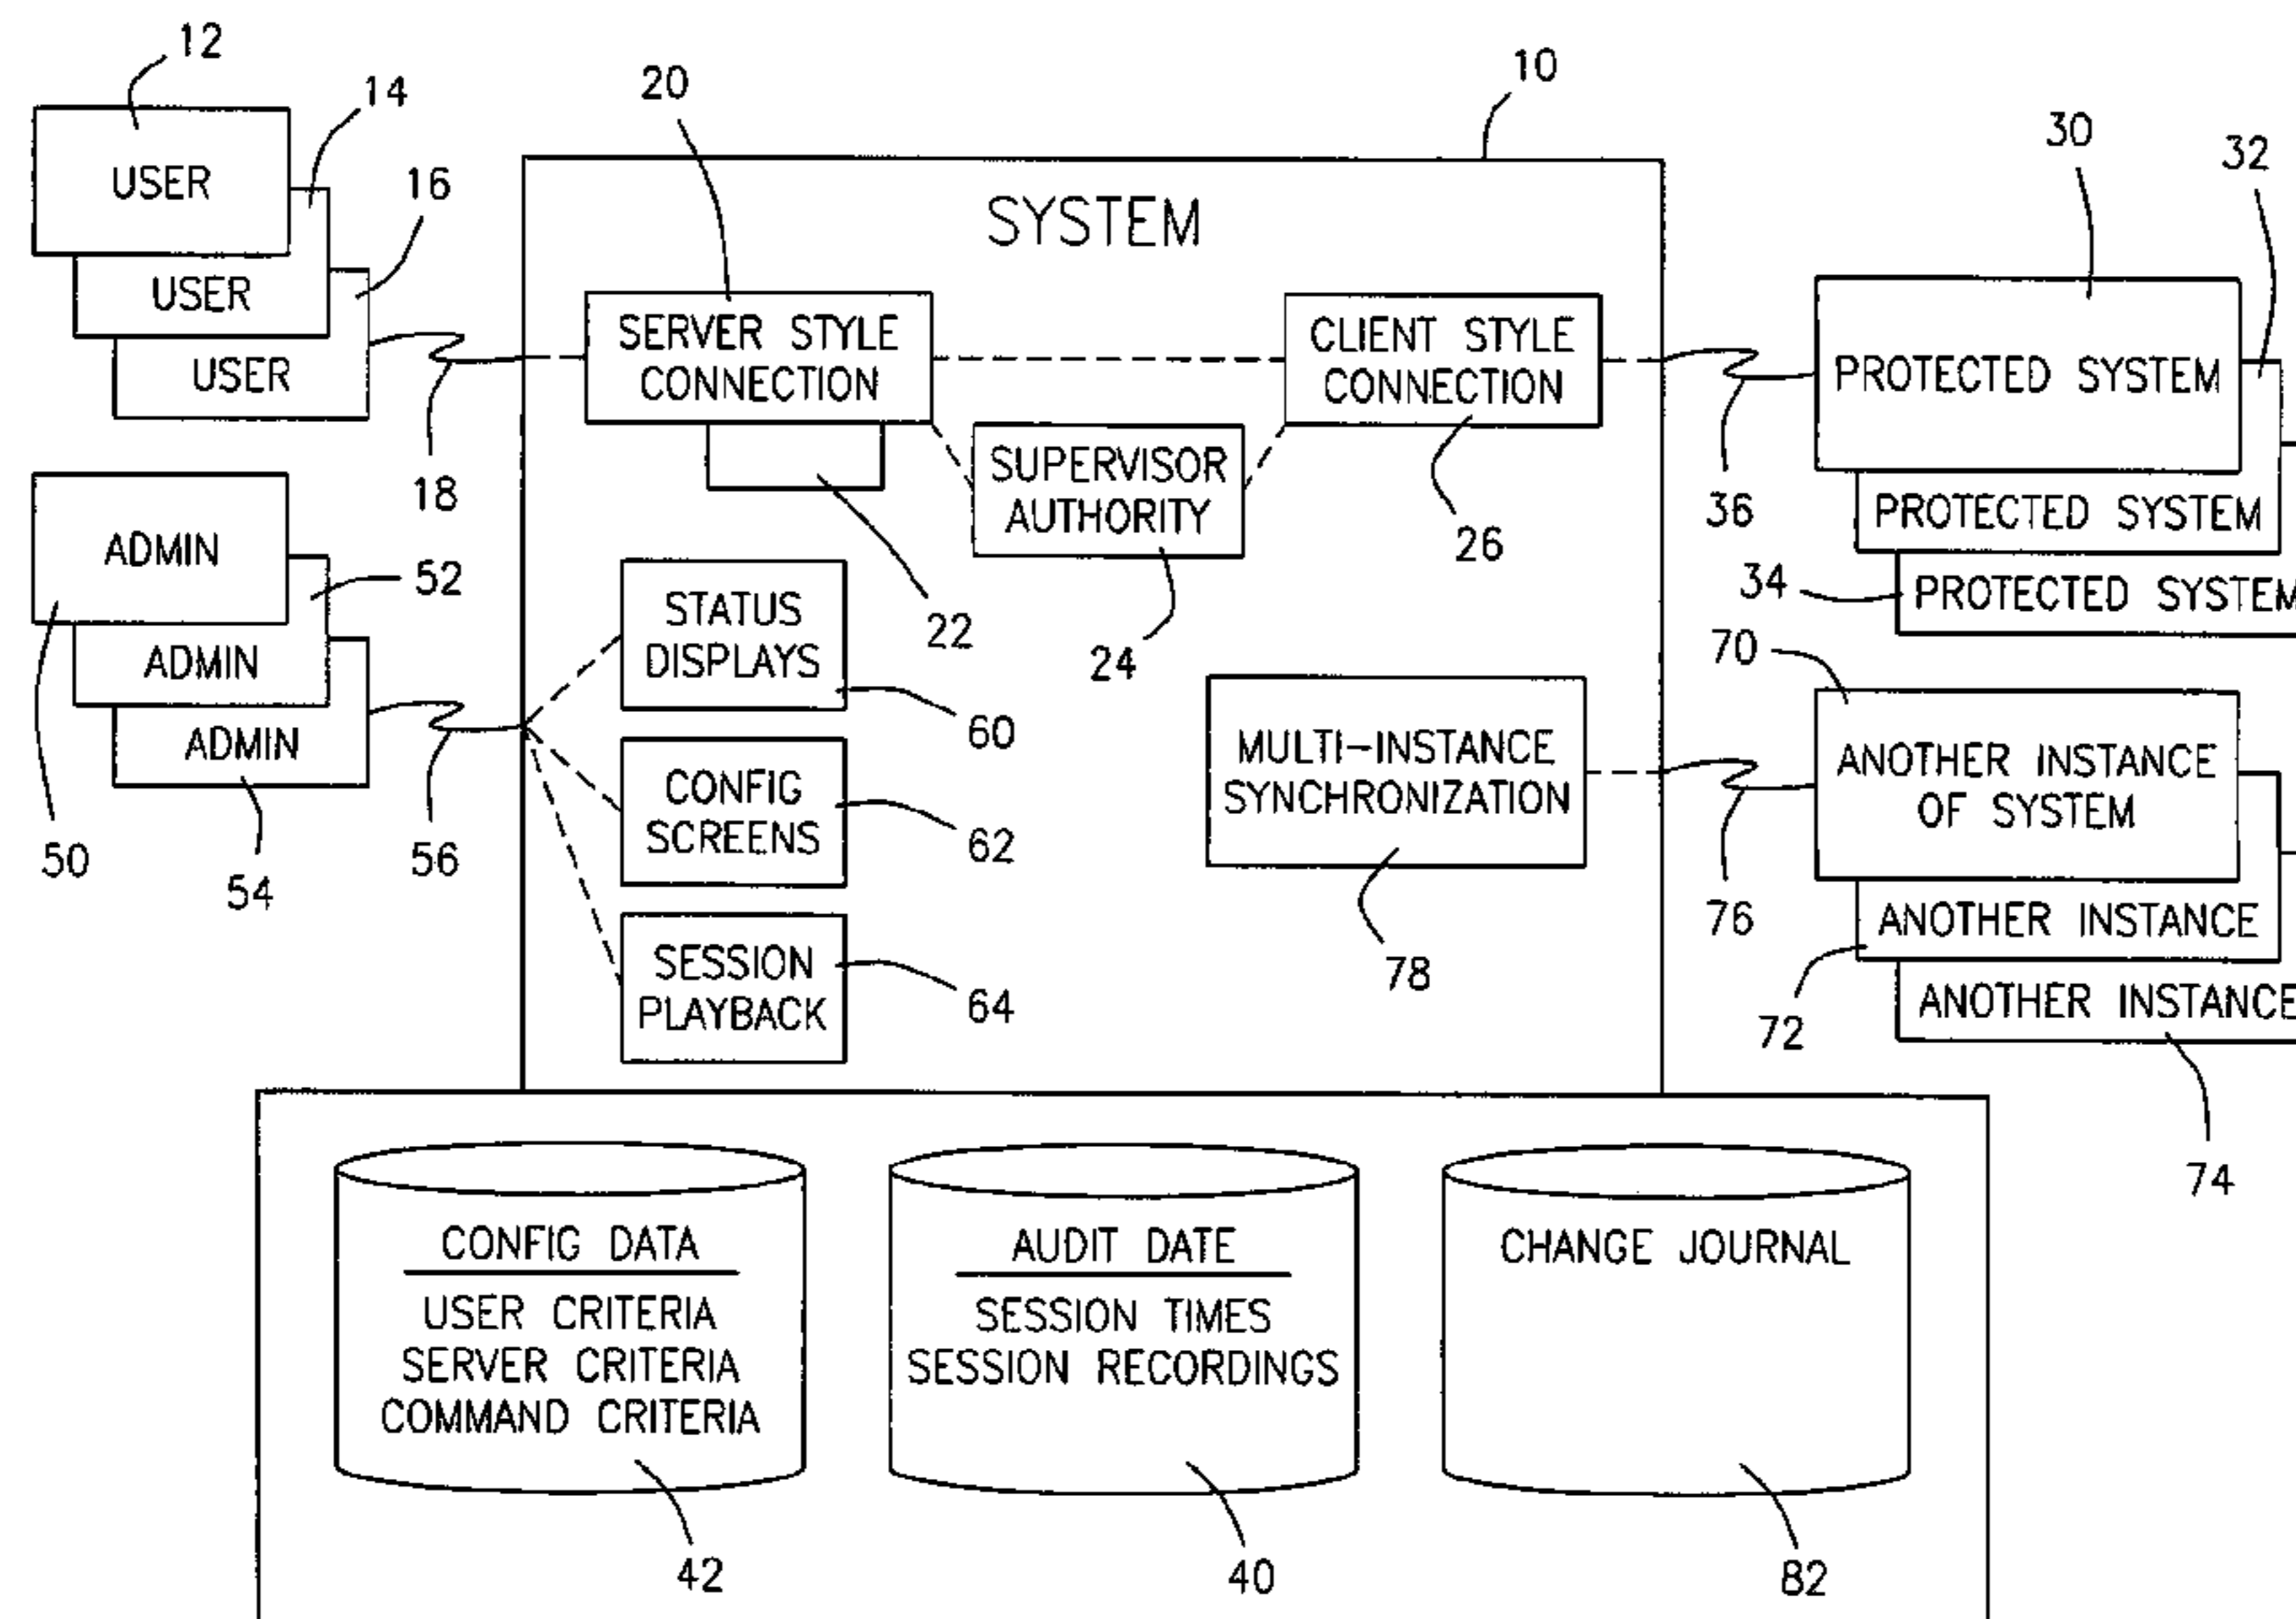 12
14
16
USER
USER
USER
18
50
52
54
ADMIN
ADMIN
ADMIN
56
10
SYSTEM
20
SERVER STYLE
CONNECTION
22
SUPERVISOR
AUTHORITY
24
CLIENT STYLE
CONNECTION
26
STATUS
DISPLAYS
60
CONFIG
SCREENS
62
SESSION
PLAYBACK
64
MULTI-INSTANCE
SYNCHRONIZATION
78
30
32
PROTECTED SYSTEM
PROTECTED SYSTEM
34
PROTECTED SYSTEM
36
70
ANOTHER INSTANCE
OF SYSTEM
ANOTHER INSTANCE
72
ANOTHER INSTANCE
74
76
CONFIG DATA
USER CRITERIA
SERVER CRITERIA
COMMAND CRITERIA
42
AUDIT DATE
SESSION TIMES
SESSION RECORDINGS
40
CHANGE JOURNAL
82